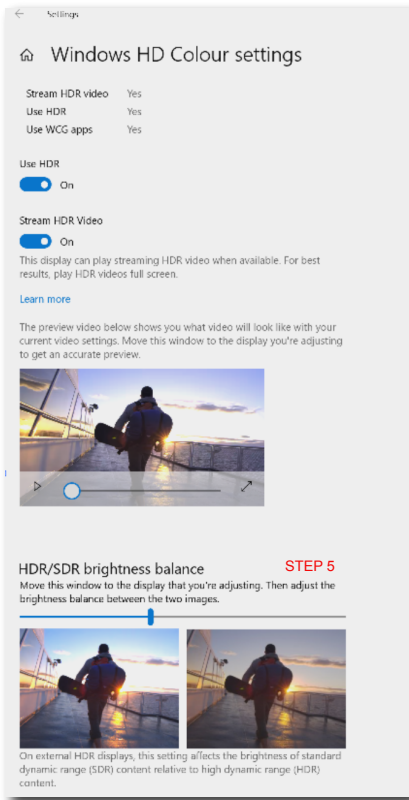 Settings
Windows HD Colour settings
Stream HDR video Yes
Use HDR Yes
Use WCG apps Yes
Use HDR
On
Stream HDR Video
On
This display can play streaming HDR video when available. For best
results, play HDR videos full screen.
Learn more
The preview video below shows you what video will look like with your
current video settings. Move this window to the display you're adjusting
to get an accurate preview.
HDR/SDR brightness balance STEP 5
Move this window to the display that you're adjusting. Then adjust the
brightness balance between the two images.
On external HDR displays, this setting affects the brightness of standard
dynamic range (SDR) content relative to high dynamic range (HDR)
content.